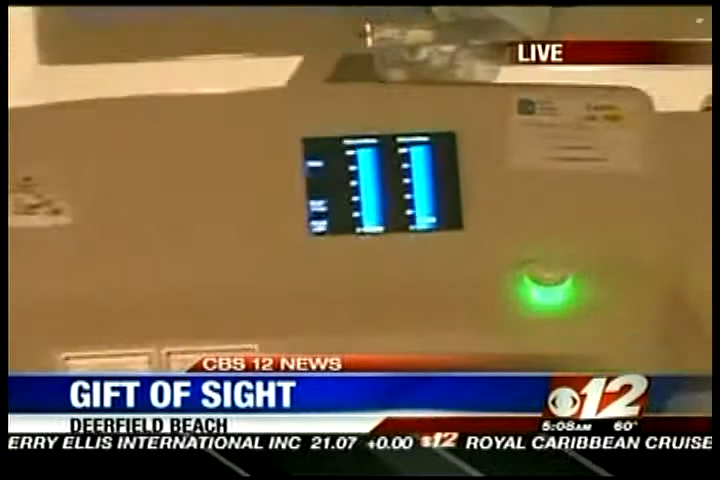 LIVE
CBS 12 NEWS
GIFT OF SIGHT
12
DEERFIELD BEACH
5:08AM 60°
ERRY ELLIS INTERNATIONAL INC 21.07 +0.00 12 ROYAL CARIBBEAN CRUISE